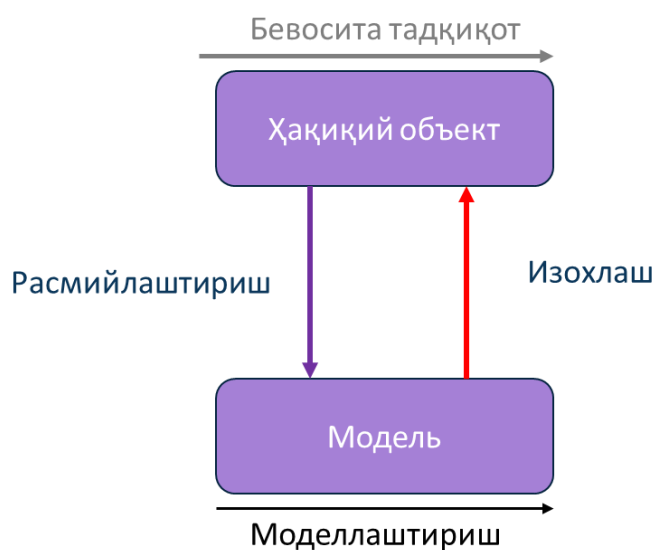 Бевосита тадқиқот
Ҳақиқий объект
Расмийлаштириш
Изохлаш
Модель
Моделлаштириш